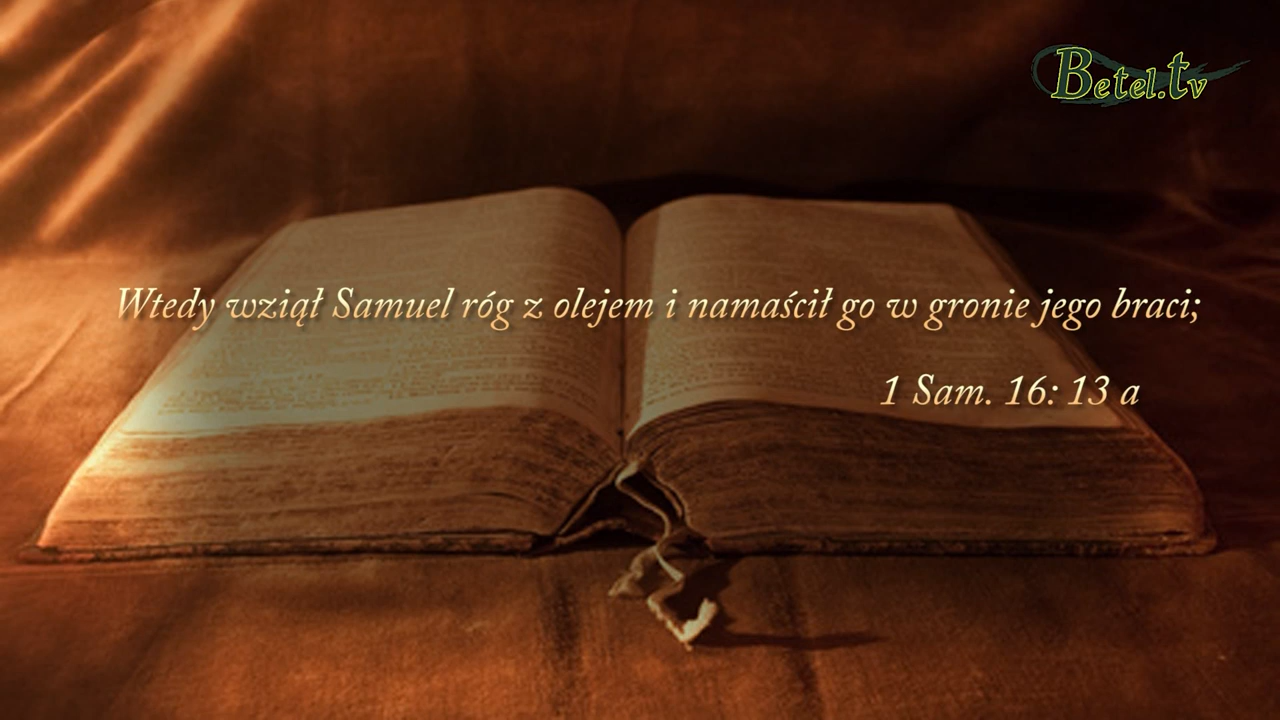 Betel.tv
Wtedy wziął Samuel róg z olejem i namaścił go w gronie jego braci;
1 Sam. 16: 13 a